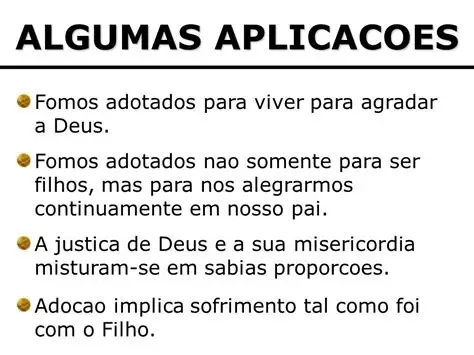 ALGUMAS APLICACOES
Fomos adotados para viver para agradar
a Deus.
Fomos adotados nao somente para ser
filhos, mas para nos alegrarmos
continuamente em nosso pai.
A justica de Deus e a sua misericordia
misturam-se em sabias proporcoes.
Adocao implica sofrimento tal como foi
com o Filho.